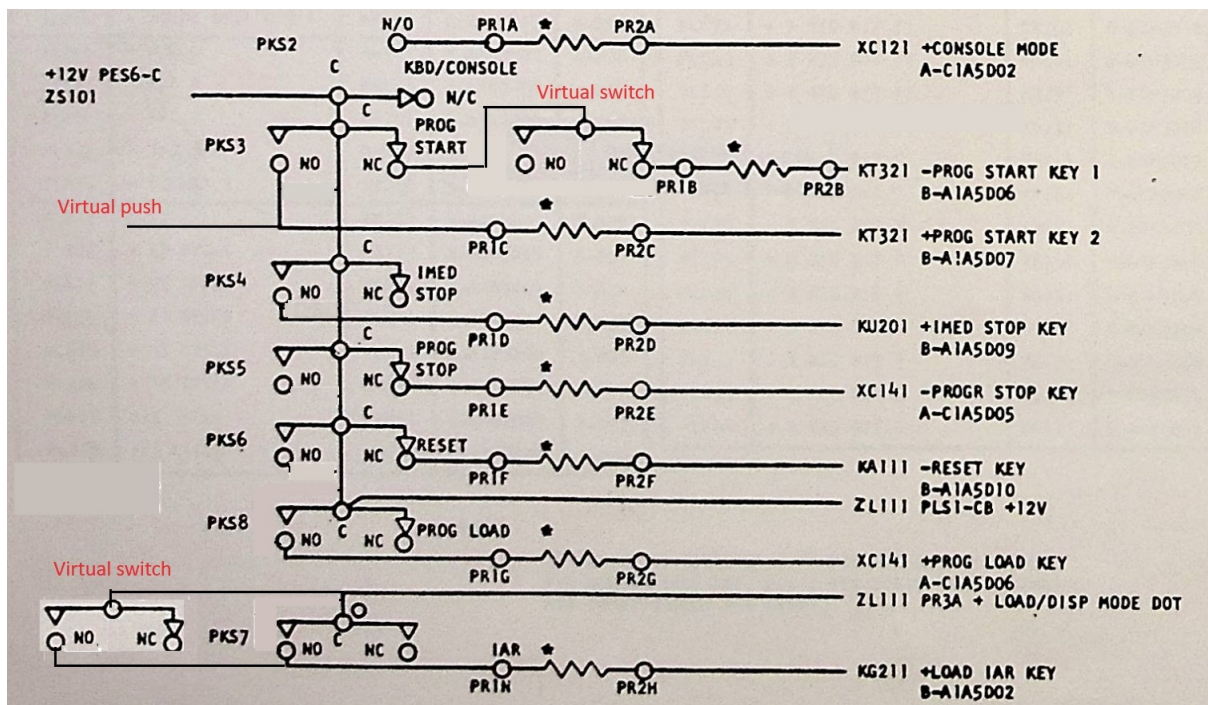 N/O PR1A * PR2A
PKS2
XC121 +CONSOLE MODE
A-C1A5D02
C KBD/CONSOLE
+12V PES6-C
ZS101
N/C
Virtual switch
C
PKS3
PROG
START
NO NC
NO NC
*
PR1B PR2B
KT321 -PROG START KEY 1
B-A1A5D06
Virtual push
*
PR1C PR2C
KT321 +PROG START KEY 2
B-A!A5D07
C
PKS4
IMED
STOP
NO NC
*
PR1D PR2D
KU201 +IMED STOP KEY
B-A1A5D09
C
PKS5
PROG
STOP
NO NC
*
PR1E PR2E
XC141 -PROGR STOP KEY
A-C1A5D05
C
PKS6
RESET
NO NC
*
PR1F PR2F
KA111 -RESET KEY
B-A1A5D10
ZL111 PLS1-CB +12V
PKS8
C
PROG LOAD
NO NC
*
PR1G PR2G
XC141 +PROG LOAD KEY
A-C1A5D06
Virtual switch
ZL111 PR3A + LOAD/DISP MODE DOT
NO NC
PKS7
C
NO NC
IAR *
PR1N PR2H
KG211 +LOAD IAR KEY
B-A1A5D02